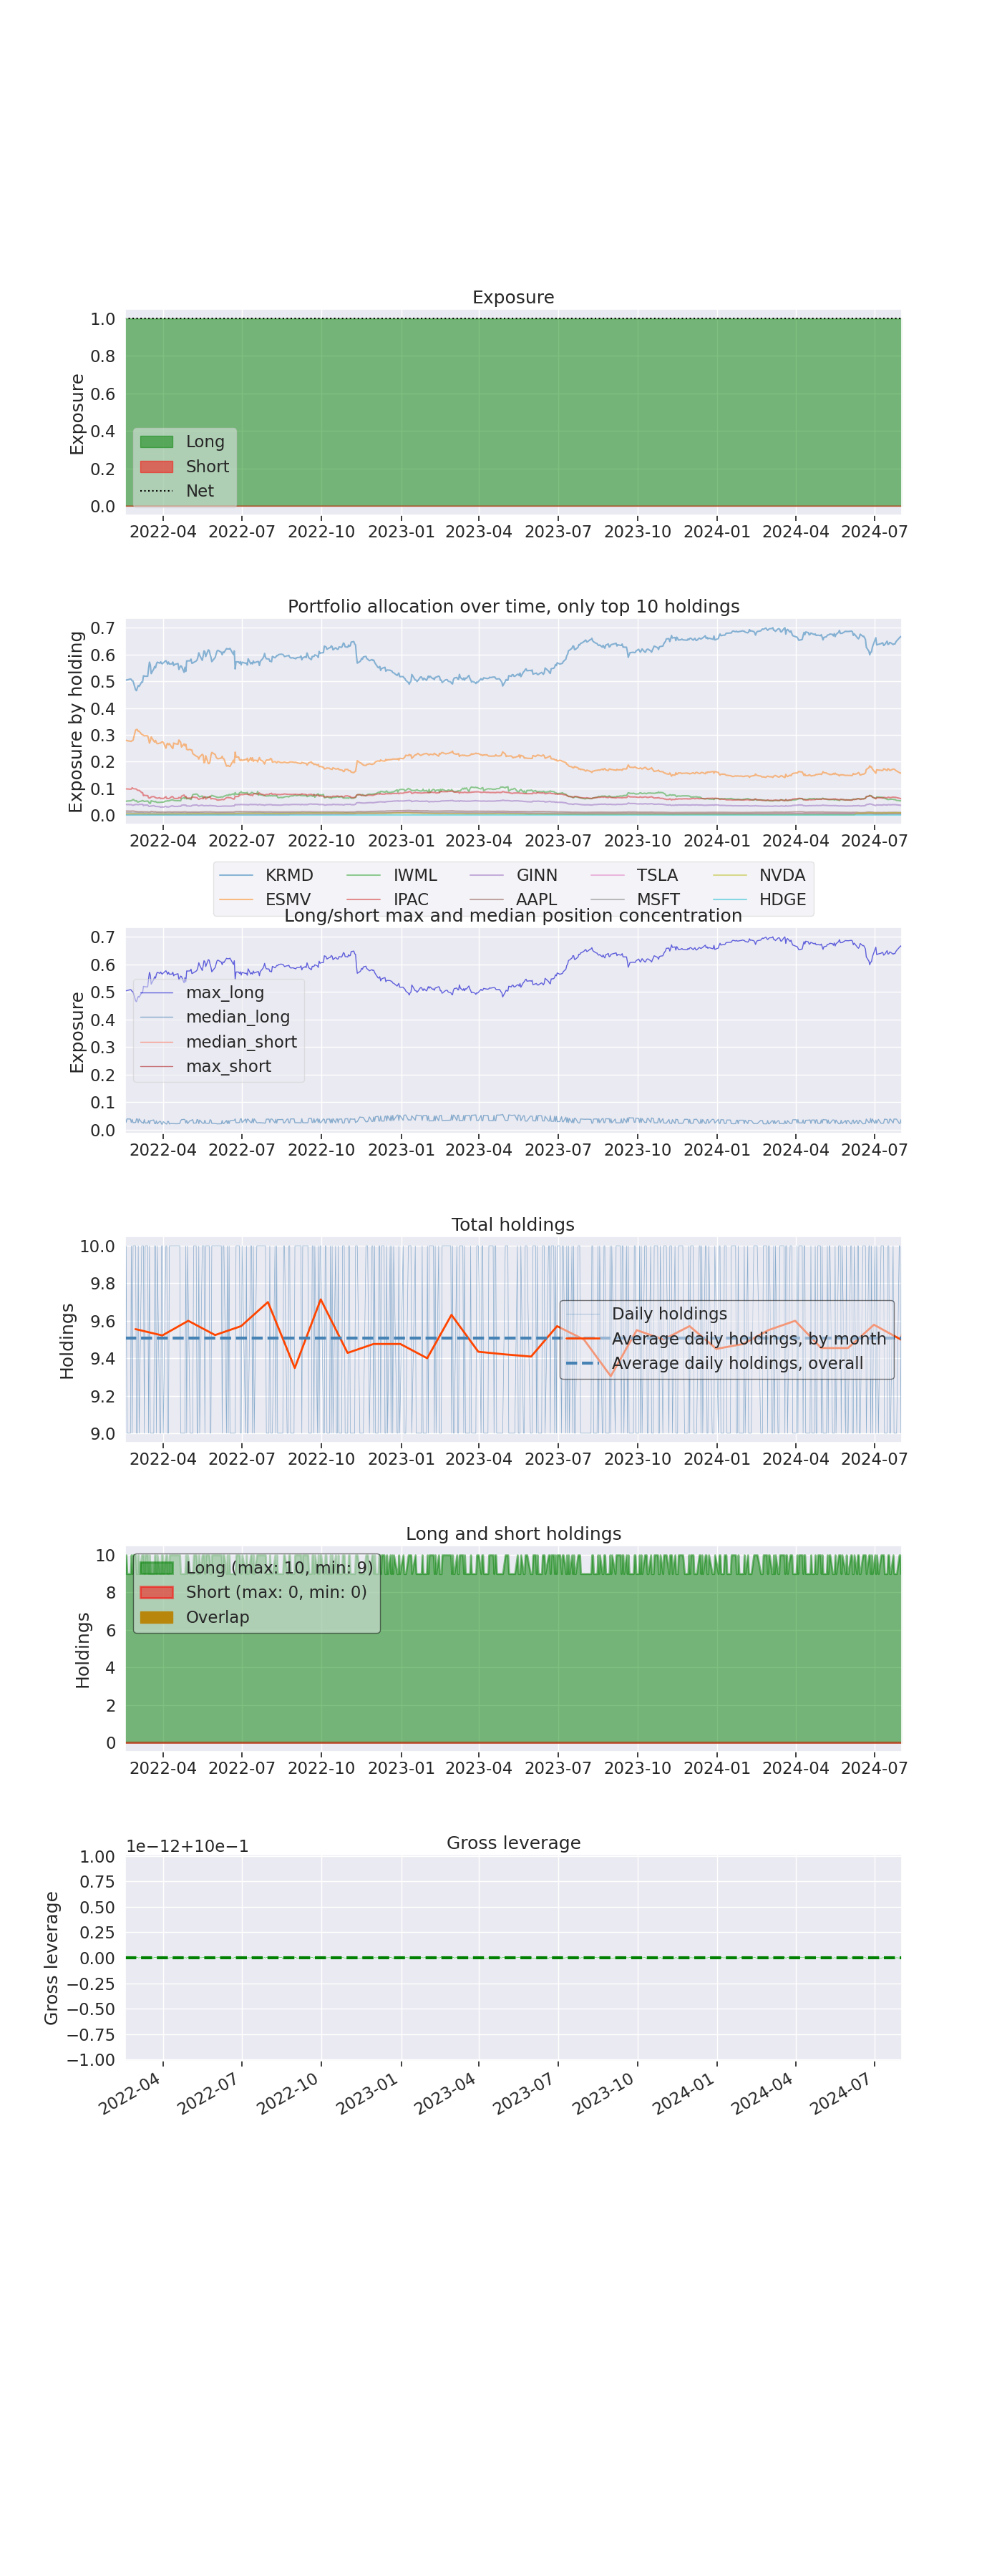 Exposure
Exposure
1.0
0.8
0.6
0.4
0.2
0.0
Long
Short
Net
2022-04 2022-07 2022-10 2023-01 2023-04 2023-07 2023-10 2024-01 2024-04 2024-07
Portfolio allocation over time, only top 10 holdings
Exposure by holding
0.7
0.6
0.5
0.4
0.3
0.2
0.1
0.0
2022-04 2022-07 2022-10 2023-01 2023-04 2023-07 2023-10 2024-01 2024-04 2024-07
KRMD IWML GINN TSLA NVDA
ESMV IPAC AAPL MSFT HDGE
Long/short max and median position concentration
Exposure
0.7
0.6
0.5
0.4
0.3
0.2
0.1
0.0
max_long
median_long
median_short
max_short
2022-04 2022-07 2022-10 2023-01 2023-04 2023-07 2023-10 2024-01 2024-04 2024-07
Total holdings
Holdings
10.0
9.8
9.6
9.4
9.2
9.0
Daily holdings
Average daily holdings, by month
Average daily holdings, overall
2022-04 2022-07 2022-10 2023-01 2023-04 2023-07 2023-10 2024-01 2024-04 2024-07
Long and short holdings
Holdings
10
8
6
4
2
0
Long (max: 10, min: 9)
Short (max: 0, min: 0)
Overlap
2022-04 2022-07 2022-10 2023-01 2023-04 2023-07 2023-10 2024-01 2024-04 2024-07
Gross leverage
1e−12+10e−1
Gross leverage
1.00
0.75
0.50
0.25
0.00
−0.25
−0.50
−0.75
−1.00
2022-04 2022-07 2022-10 2023-01 2023-04 2023-07 2023-10 2024-01 2024-04 2024-07